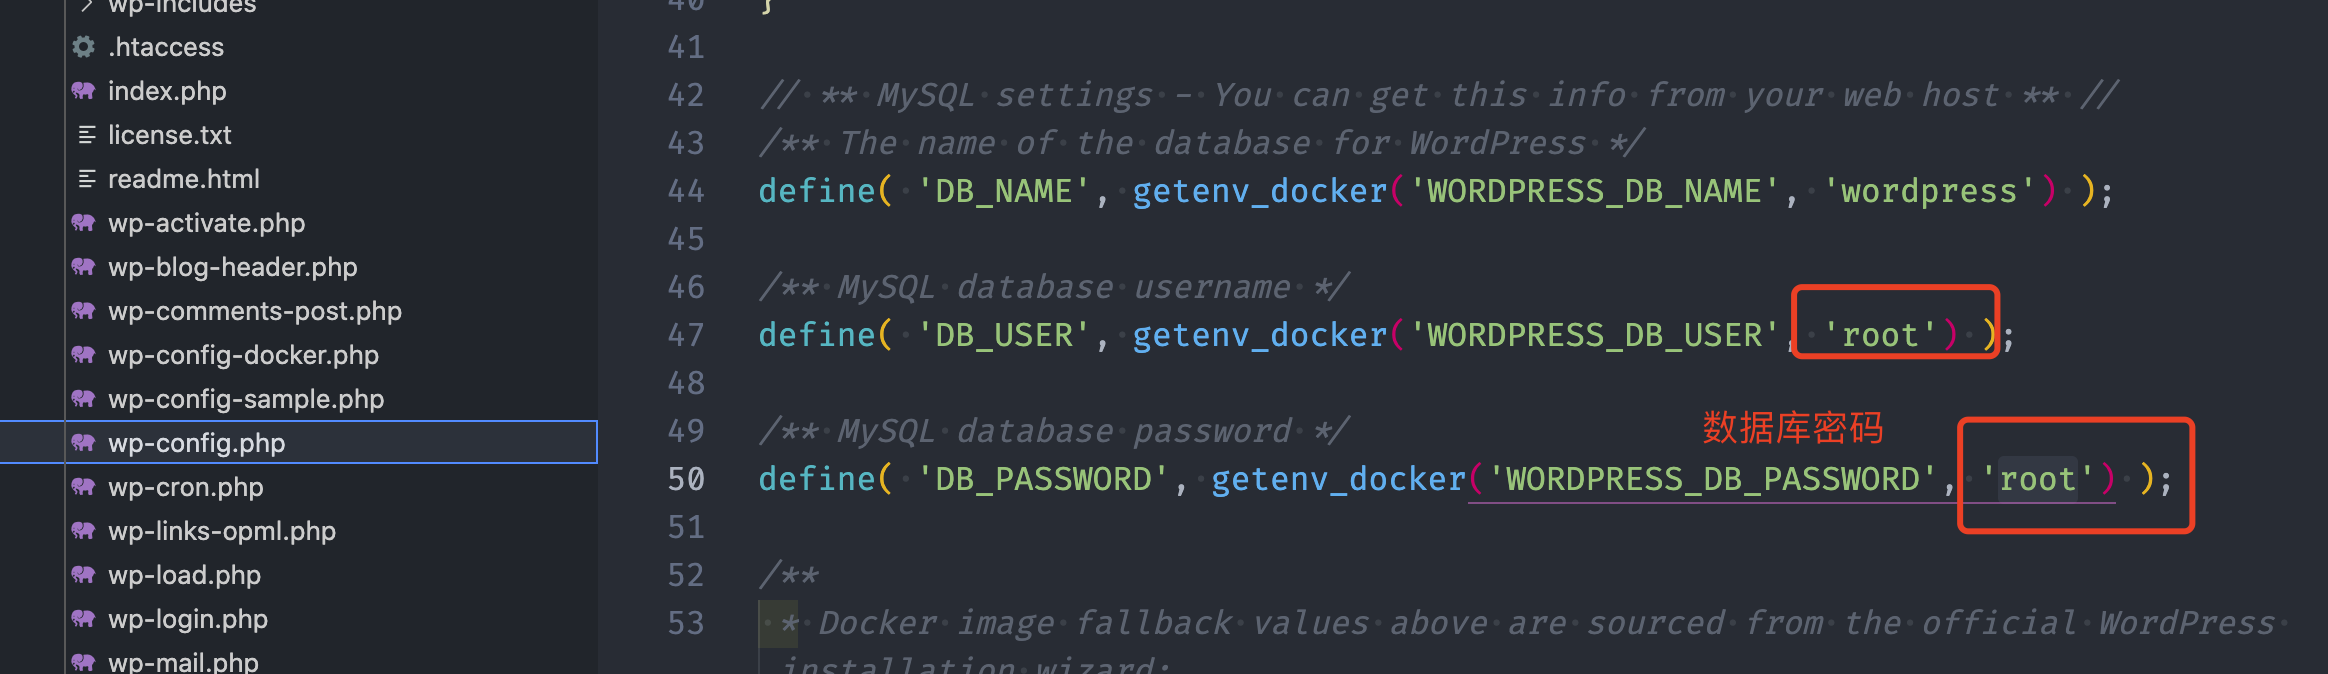 wp-includes
.htaccess
index.php
license.txt
readme.html
wp-activate.php
wp-blog-header.php
wp-comments-post.php
wp-config-docker.php
wp-config-sample.php
wp-config.php
wp-cron.php
wp-links-opml.php
wp-load.php
wp-login.php
wp-mail.php
40 }
41
42 // ** MySQL settings - You can get this info from your web host ** //
43 /** The name of the database for WordPress */
44 define( 'DB_NAME', getenv_docker('WORDPRESS_DB_NAME', 'wordpress') );
45
46 /** MySQL database username */
47 define( 'DB_USER', getenv_docker('WORDPRESS_DB_USER', 'root') );
48
数据库密码
49 /** MySQL database password */
50 define( 'DB_PASSWORD', getenv_docker('WORDPRESS_DB_PASSWORD', 'root') );
51
52 /**
53 * Docker image fallback values above are sourced from the official WordPress
installation wizard: